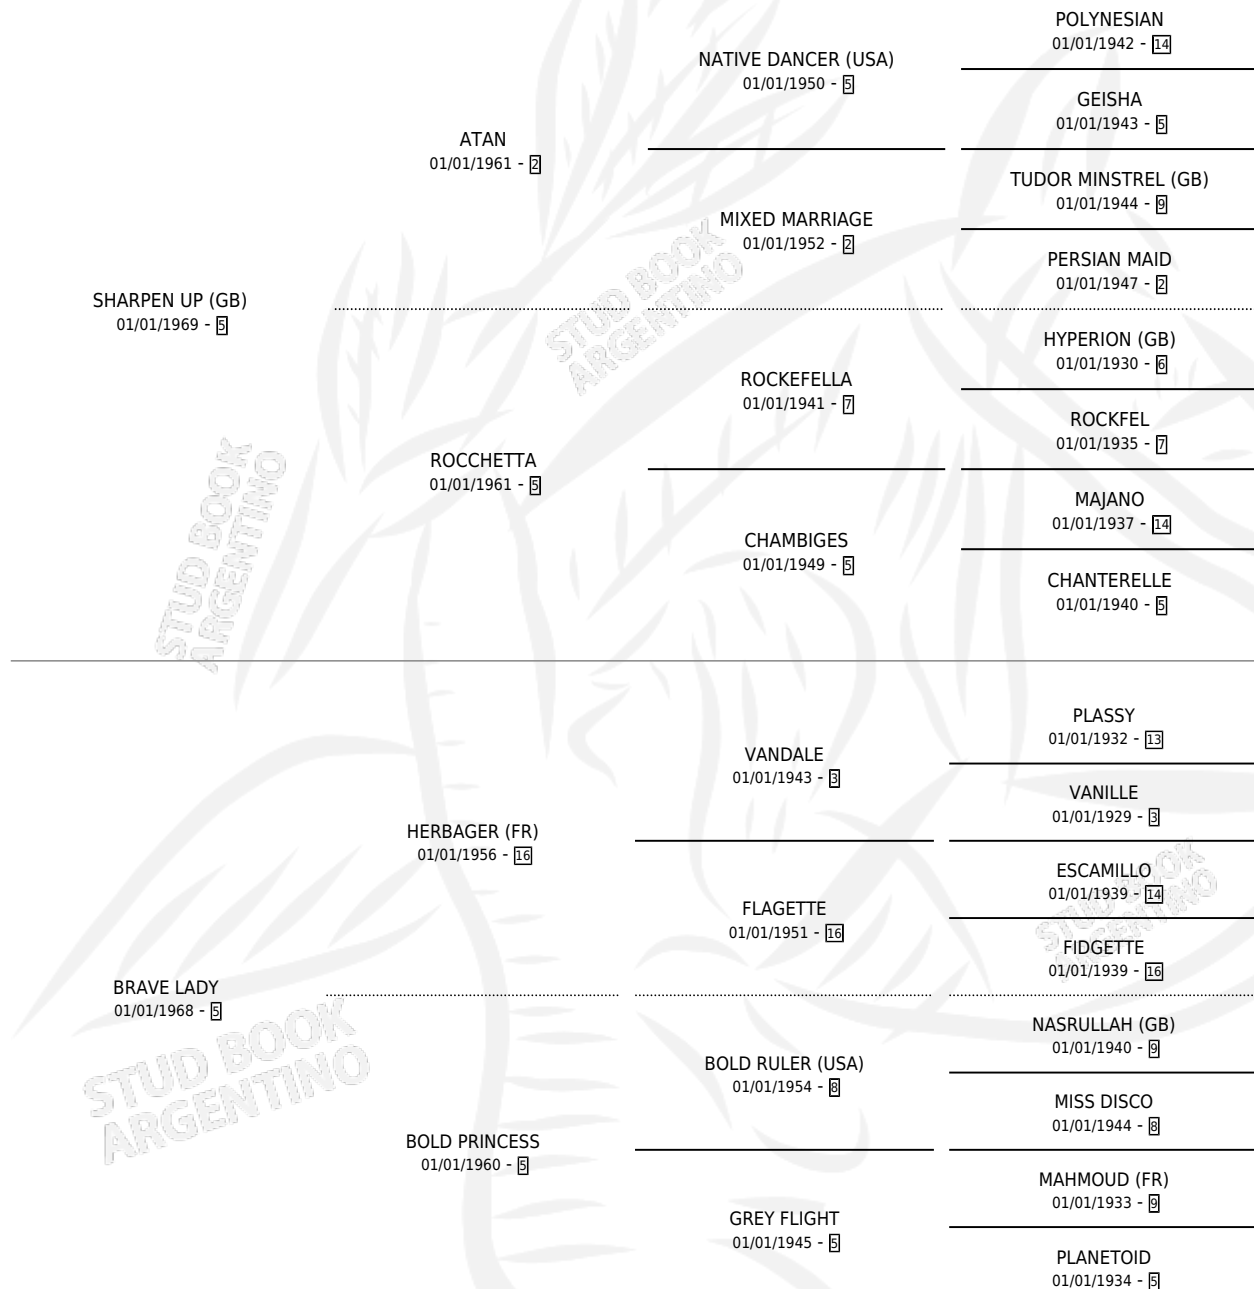 POLYNESIAN
01/01/1942 - 14
NATIVE DANCER (USA)
01/01/1950 - 5
GEISHA
01/01/1943 - 5
ATAN
01/01/1961 - 2
TUDOR MINSTREL (GB)
01/01/1944 - 9
MIXED MARRIAGE
01/01/1952 - 2
PERSIAN MAID
01/01/1947 - 2
SHARPEN UP (GB)
01/01/1969 - 5
STUD BOOK
ARGENTINO
HYPERION (GB)
01/01/1930 - 6
ROCKEFELLA
01/01/1941 - 7
ROCKFEL
01/01/1935 - 7
ROCCHETTA
01/01/1961 - 5
MAJANO
01/01/1937 - 14
CHAMBIGES
01/01/1949 - 5
CHANTERELLE
01/01/1940 - 5
STUD BOOK
ARGENTINO
PLASSY
01/01/1932 - 13
VANDALE
01/01/1943 - 3
VANILLE
01/01/1929 - 3
HERBAGER (FR)
01/01/1956 - 16
ESCAMILLO
01/01/1939 - 14
FLAGETTE
01/01/1951 - 16
FIDGETTE
01/01/1939 - 16
STUD BOOK
ARGENTINO
BRAVE LADY
01/01/1968 - 5
STUD BOOK
ARGENTINO
NASRULLAH (GB)
01/01/1940 - 9
BOLD RULER (USA)
01/01/1954 - 8
MISS DISCO
01/01/1944 - 8
BOLD PRINCESS
01/01/1960 - 5
MAHMOUD (FR)
01/01/1933 - 9
GREY FLIGHT
01/01/1945 - 5
PLANETOID
01/01/1934 - 5